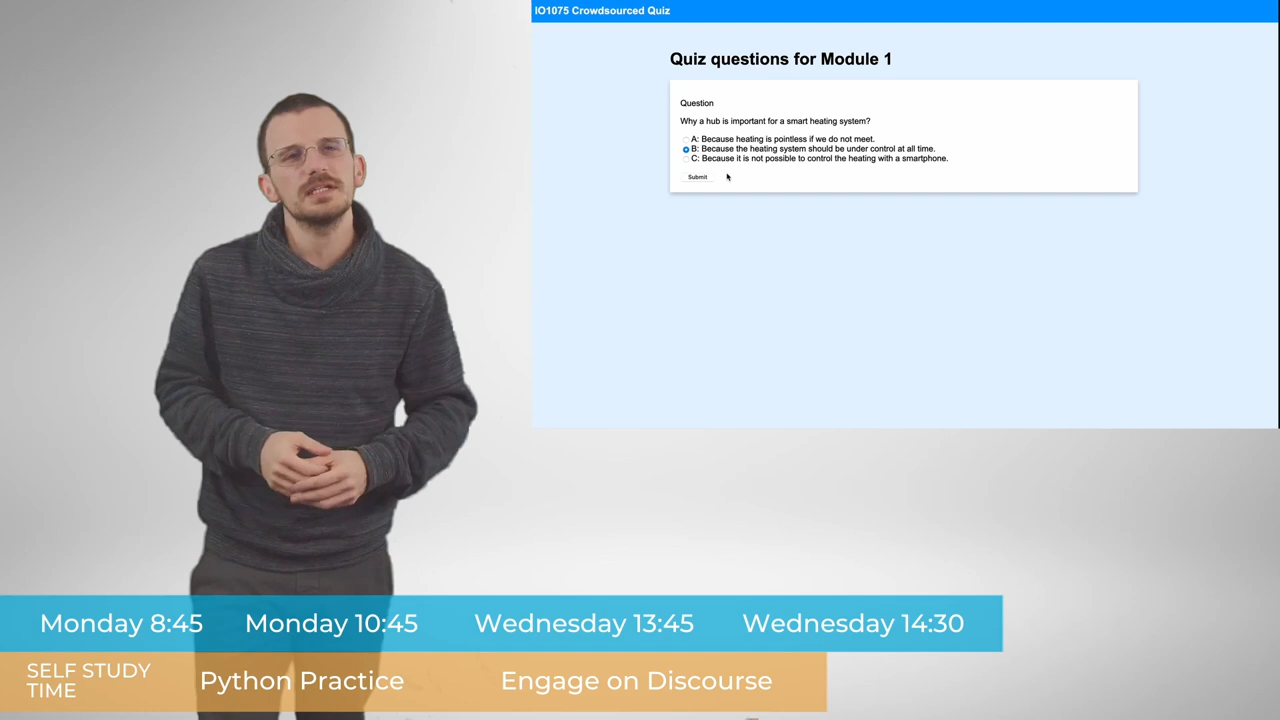 IO1075 Crowdsourced Quiz
Quiz questions for Module 1
Question
Why a hub is important for a smart heating system?
A: Because heating is pointless if we do not meet.
B: Because the heating system should be under control at all time.
C: Because it is not possible to control the heating with a smartphone.
Submit
Monday 8:45 Monday 10:45 Wednesday 13:45 Wednesday 14:30
SELF STUDY
TIME
Python Practice Engage on Discourse